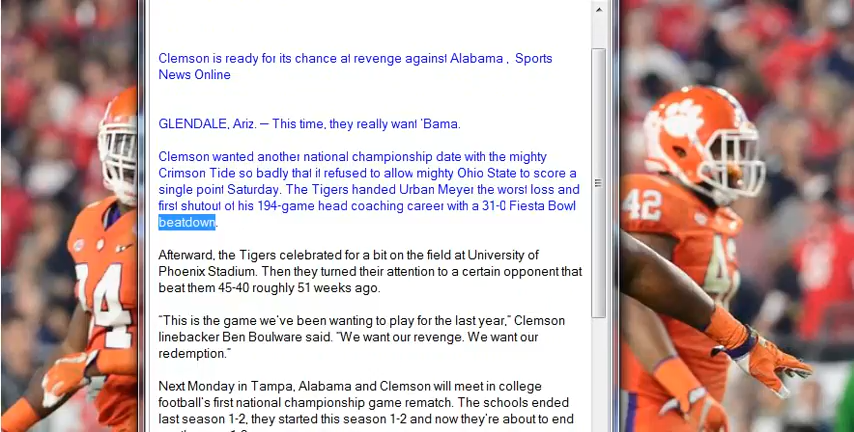 Clemson is ready for its chance at revenge against Alabama , Sports
News Online
GLENDALE, Ariz. — This time, they really want ’Bama.
Clemson wanted another national championship date with the mighty
Crimson Tide so badly that it refused to allow mighty Ohio State to score a
single point Saturday. The Tigers handed Urban Meyer the worst loss and
first shutout of his 194-game head coaching career with a 31-0 Fiesta Bowl
beatdown.
Afterward, the Tigers celebrated for a bit on the field at University of
Phoenix Stadium. Then they turned their attention to a certain opponent that
beat them 45-40 roughly 51 weeks ago.
“This is the game we’ve been wanting to play for the last year,” Clemson
linebacker Ben Boulware said. “We want our revenge. We want our
redemption.”
Next Monday in Tampa, Alabama and Clemson will meet in college
football’s first national championship game rematch. The schools ended
last season 1-2, they started this season 1-2 and now they’re about to end
42
4